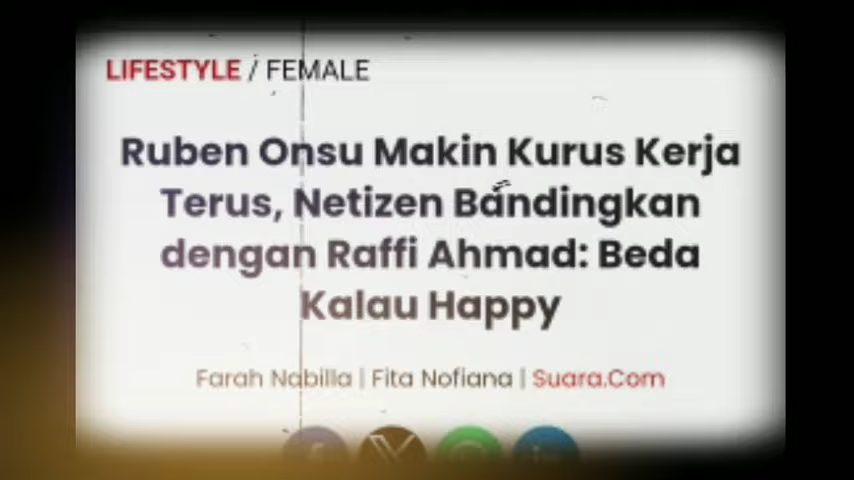 LIFESTYLE / FEMALE
Ruben Onsu Makin Kurus Kerja
Terus, Netizen Bandingkan
dengan Raffi Ahmad: Beda
Kalau Happy
Farah Nabilla | Fita Nofiana | Suara.Com